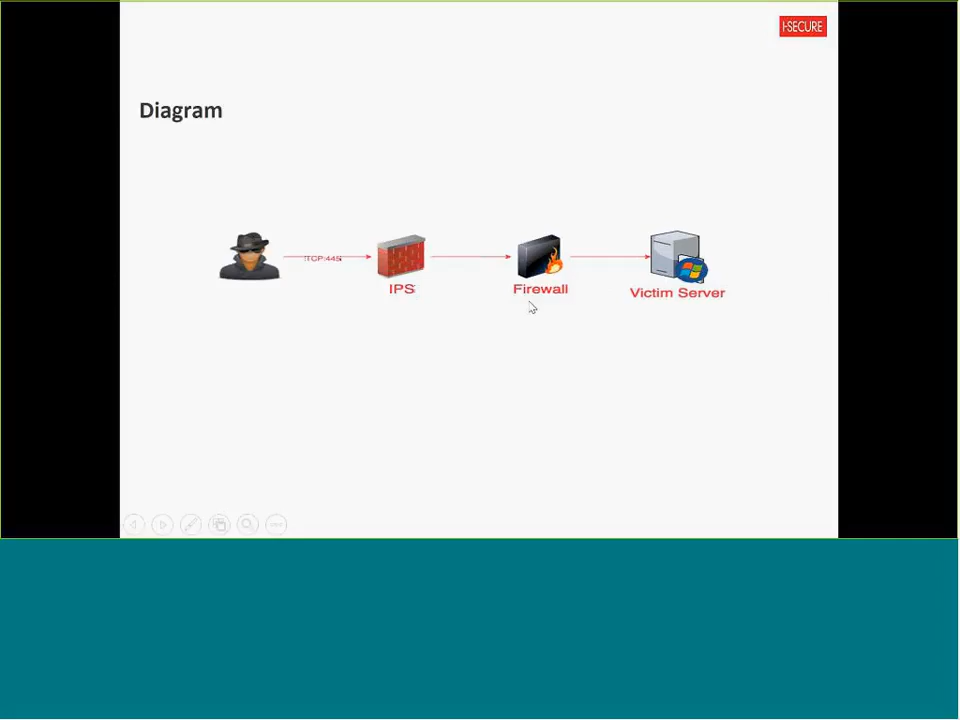 I-SECURE
Diagram
TCP:445
IPS
Firewall
Victim Server